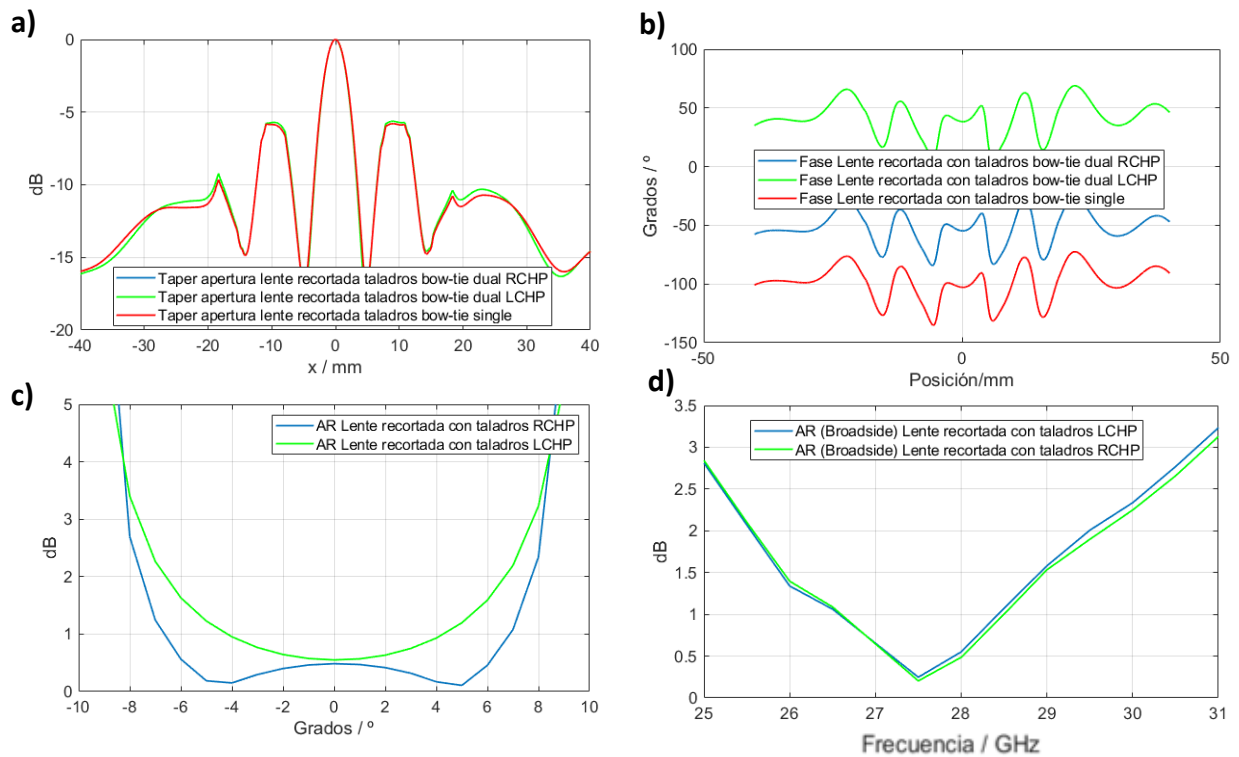 a)
dB
0
-5
-10
-15
-20
-40
-30
-20
-10
0
10
20
30
40
x / mm
Taper apertura lente recortada taladros bow-tie dual RCHP
Taper apertura lente recortada taladros bow-tie dual LCHP
Taper apertura lente recortada taladros bow-tie single
b)
Grados / º
100
50
0
-50
-100
-150
-50
0
50
Posición/mm
Fase Lente recortada con taladros bow-tie dual RCHP
Fase Lente recortada con taladros bow-tie dual LCHP
Fase Lente recortada con taladros bow-tie single
c)
dB
5
4
3
2
1
0
-10
-8
-6
-4
-2
0
2
4
6
8
10
Grados / º
AR Lente recortada con taladros RCHP
AR Lente recortada con taladros LCHP
d)
dB
3.5
3
2.5
2
1.5
1
0.5
0
25
26
27
28
29
30
31
Frecuencia / GHz
AR (Broadside) Lente recortada con taladros LCHP
AR (Broadside) Lente recortada con taladros RCHP